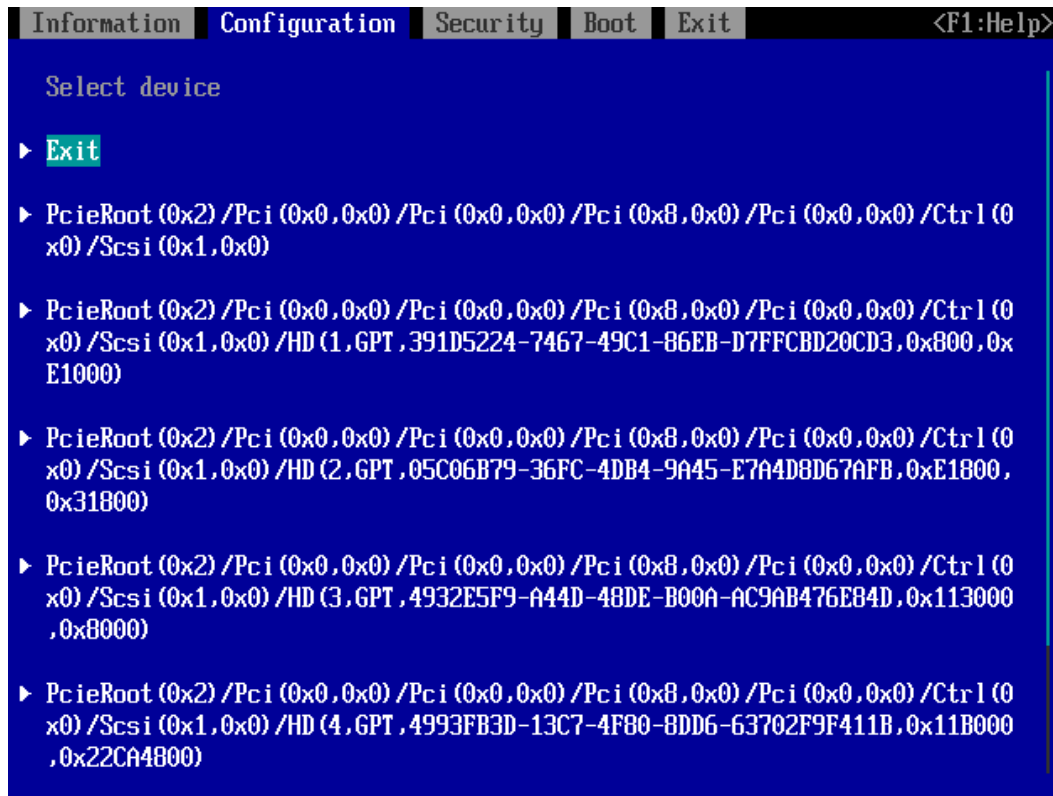 Information Configuration Security Boot Exit <F1:Help>
Select device
Exit
PcieRoot(0x2)/Pci(0x0,0x0)/Pci(0x0,0x0)/Pci(0x8,0x0)/Pci(0x0,0x0)/Ctrl(0
x0)/Scsi(0x1,0x0)
PcieRoot(0x2)/Pci(0x0,0x0)/Pci(0x0,0x0)/Pci(0x8,0x0)/Pci(0x0,0x0)/Ctrl(0
x0)/Scsi(0x1,0x0)/HD(1,GPT,391D5224-7467-49C1-86EB-D7FFCBD20CD3,0x800,0x
E1000)
PcieRoot(0x2)/Pci(0x0,0x0)/Pci(0x0,0x0)/Pci(0x8,0x0)/Pci(0x0,0x0)/Ctrl(0
x0)/Scsi(0x1,0x0)/HD(2,GPT,05C06B79-36FC-4DB4-9A45-E7A4D8D67AFB,0xE1800,
0x31800)
PcieRoot(0x2)/Pci(0x0,0x0)/Pci(0x0,0x0)/Pci(0x8,0x0)/Pci(0x0,0x0)/Ctrl(0
x0)/Scsi(0x1,0x0)/HD(3,GPT,4932E5F9-A44D-48DE-B00A-AC9AB476E84D,0x113000
,0x8000)
PcieRoot(0x2)/Pci(0x0,0x0)/Pci(0x0,0x0)/Pci(0x8,0x0)/Pci(0x0,0x0)/Ctrl(0
x0)/Scsi(0x1,0x0)/HD(4,GPT,4993FB3D-13C7-4F80-8DD6-63702F9F411B,0x11B000
,0x22CA4800)